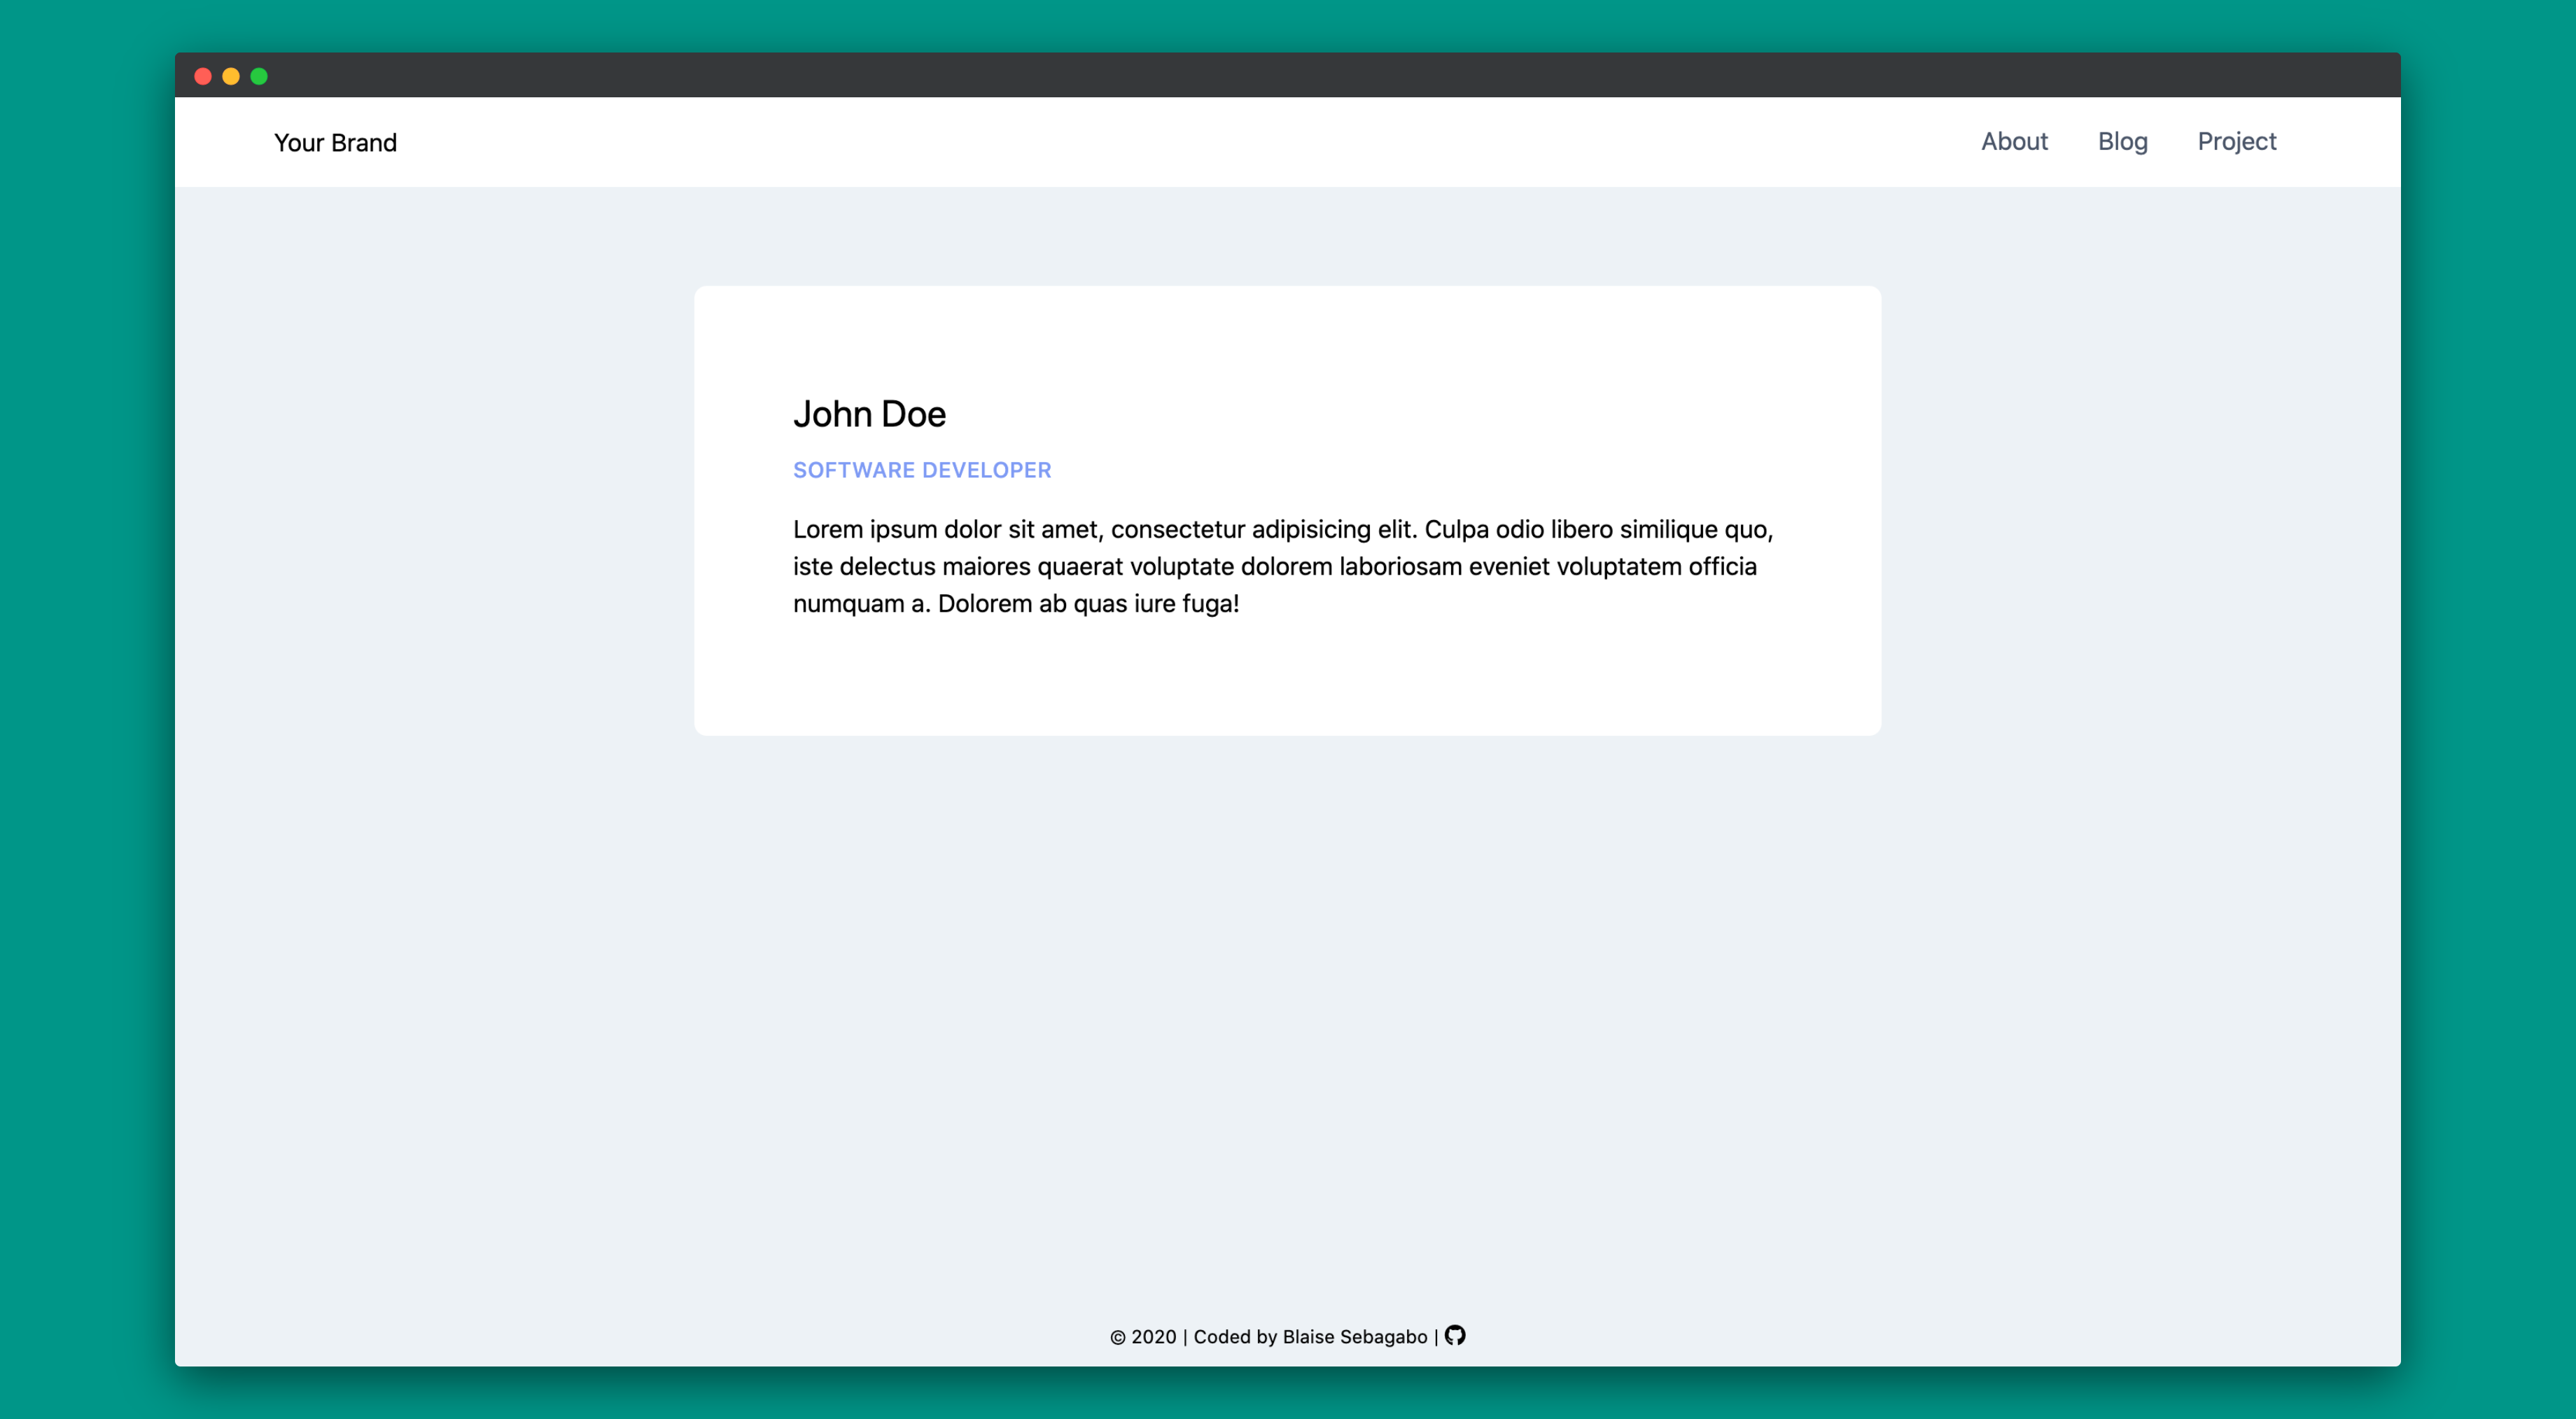 Your Brand
About Blog Project
John Doe
SOFTWARE DEVELOPER
Lorem ipsum dolor sit amet, consectetur adipisicing elit. Culpa odio libero similique quo,
iste delectus maiores quaerat voluptate dolorem laboriosam eveniet voluptatem officia
numquam a. Dolorem ab quas iure fuga!
© 2020 | Coded by Blaise Sebagabo |